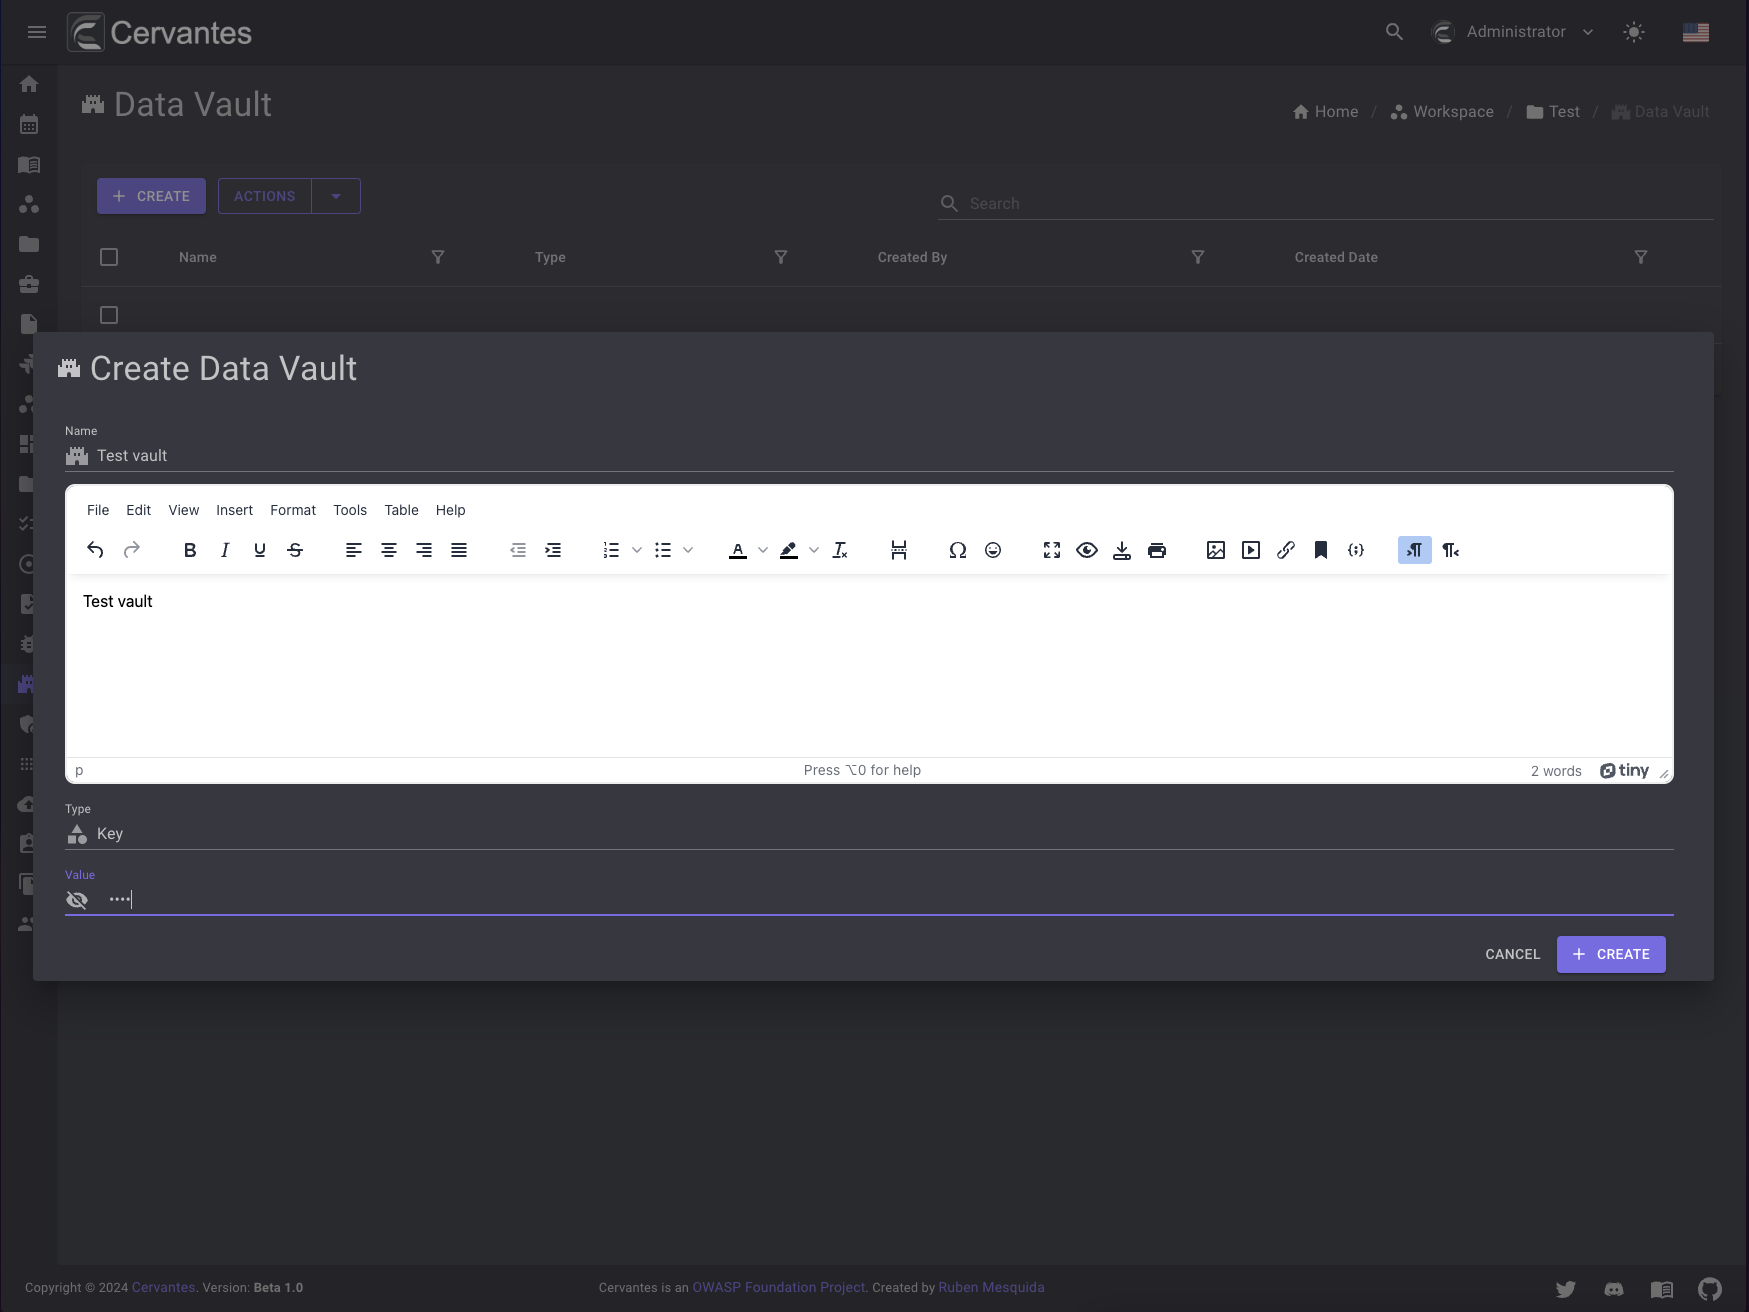 Cervantes
Administrator
Data Vault
Home / Workspace / Test / Data Vault
CREATE
ACTIONS
Search
Name
Type
Created By
Created Date
Create Data Vault
Name
Test vault
File Edit View Insert Format Tools Table Help
Test vault
p
Press ⌥0 for help
2 words
tiny
Type
Key
Value
••••
CANCEL
CREATE
Copyright © 2024 Cervantes. Version: Beta 1.0
Cervantes is an OWASP Foundation Project. Created by Ruben Mesquida